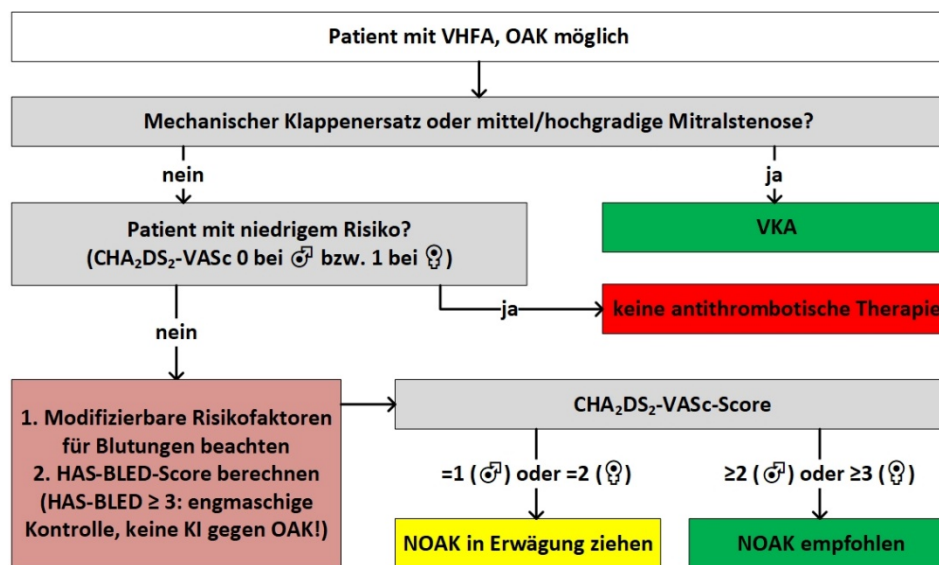 Patient mit VHFA, OAK möglich
Mechanischer Klappenersatz oder mittel/hochgradige Mitralstenose?
nein
ja
Patient mit niedrigem Risiko?
(CHA₂DS₂-VASc 0 bei ♂ bzw. 1 bei ♀)
VKA
ja
keine antithrombotische Therapie
nein
1. Modifizierbare Risikofaktoren
für Blutungen beachten
2. HAS-BLED-Score berechnen
(HAS-BLED ≥ 3: engmaschige
Kontrolle, keine KI gegen OAK!)
CHA₂DS₂-VASc-Score
=1 (♂) oder =2 (♀)
≥2 (♂) oder ≥3 (♀)
NOAK in Erwägung ziehen
NOAK empfohlen